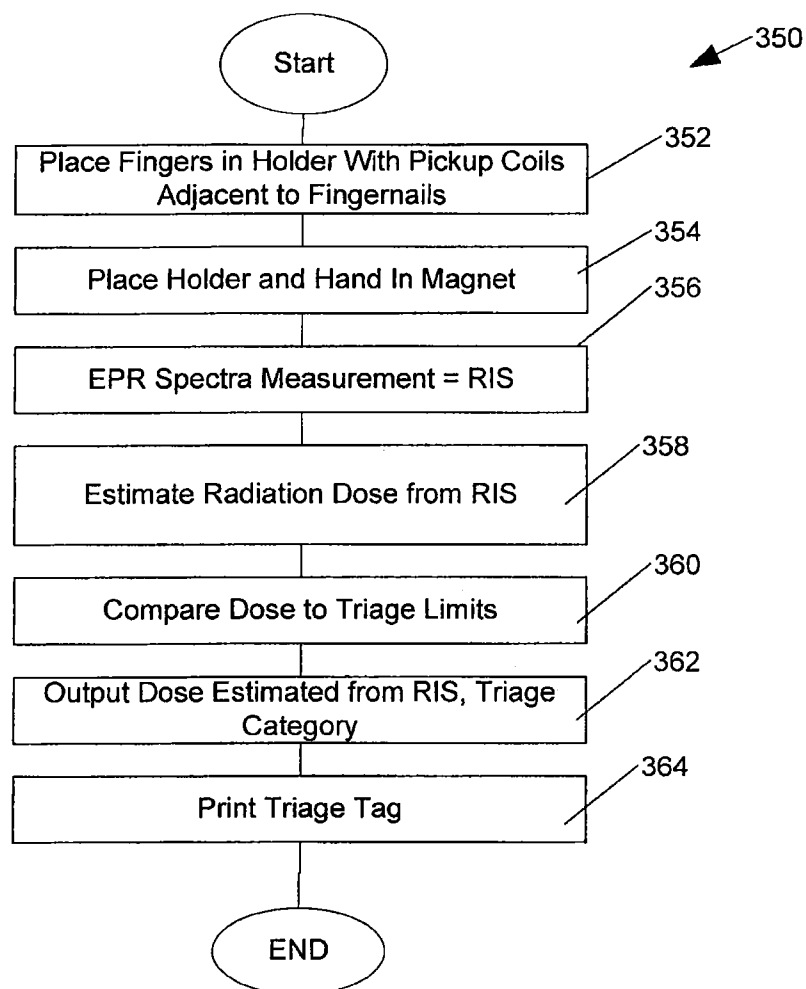 Start
350
352
Place Fingers in Holder With Pickup Coils
Adjacent to Fingernails
354
Place Holder and Hand In Magnet
356
EPR Spectra Measurement = RIS
358
Estimate Radiation Dose from RIS
360
Compare Dose to Triage Limits
362
Output Dose Estimated from RIS, Triage
Category
364
Print Triage Tag
END